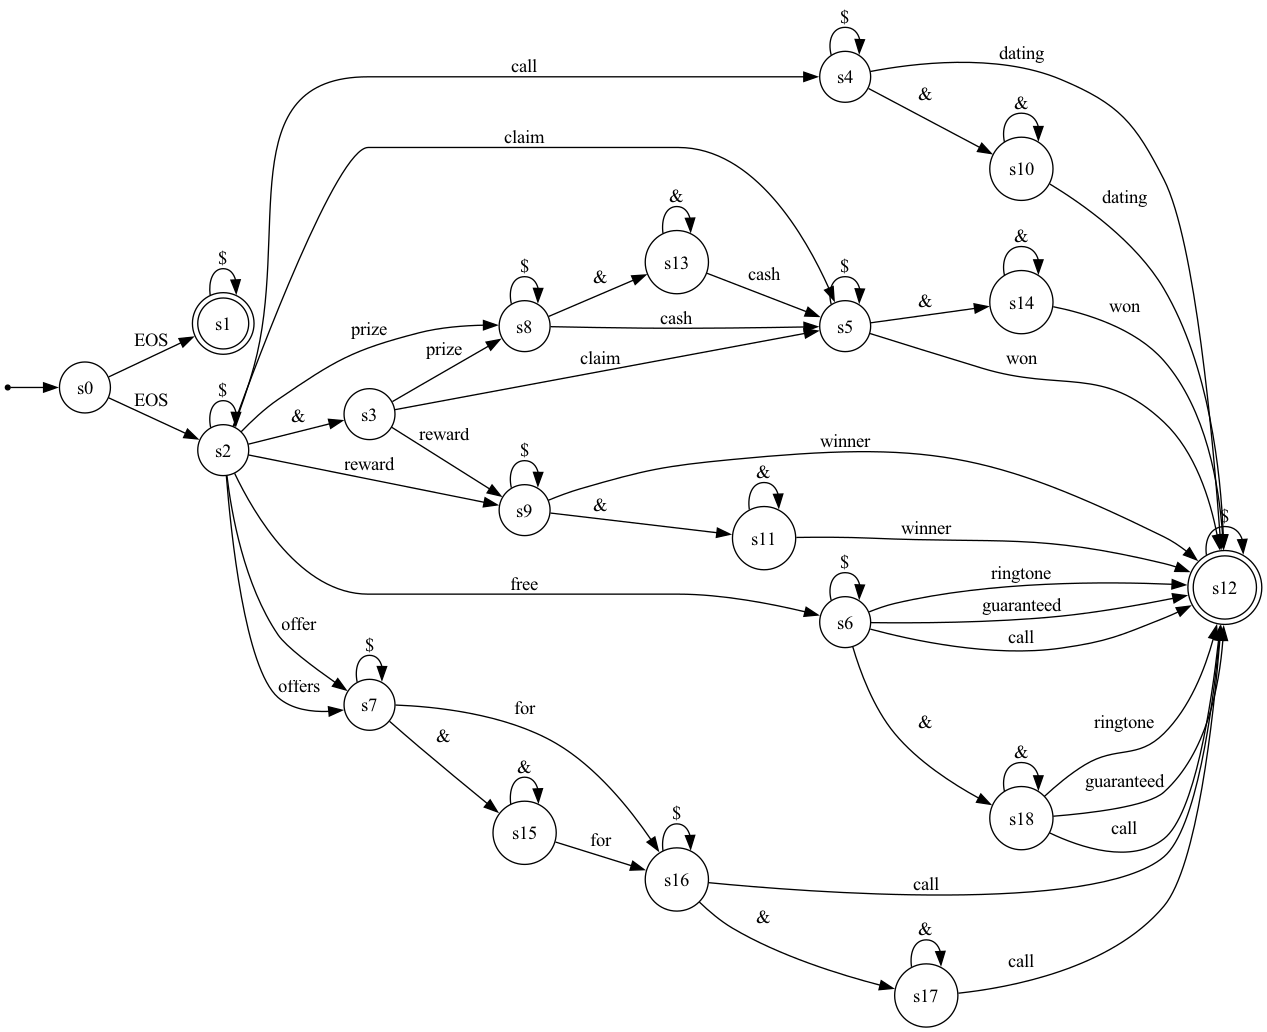 $
dating
call
s4
&
&
claim
s10
dating
&
s13
&
$
$
$
cash
&
&
s14
won
s1
prize
s8
cash
s5
EOS
prize
claim
won
s0
$
EOS
&
s3
reward
winner
s2
reward
$
&
s9
&
winner
$
s11
$
ringtone
free
guaranteed
s12
offer
s6
call
$
offers
for
&
ringtone
s7
&
&
&
guaranteed
s15
for
$
s18
call
s16
call
&
&
call
s17